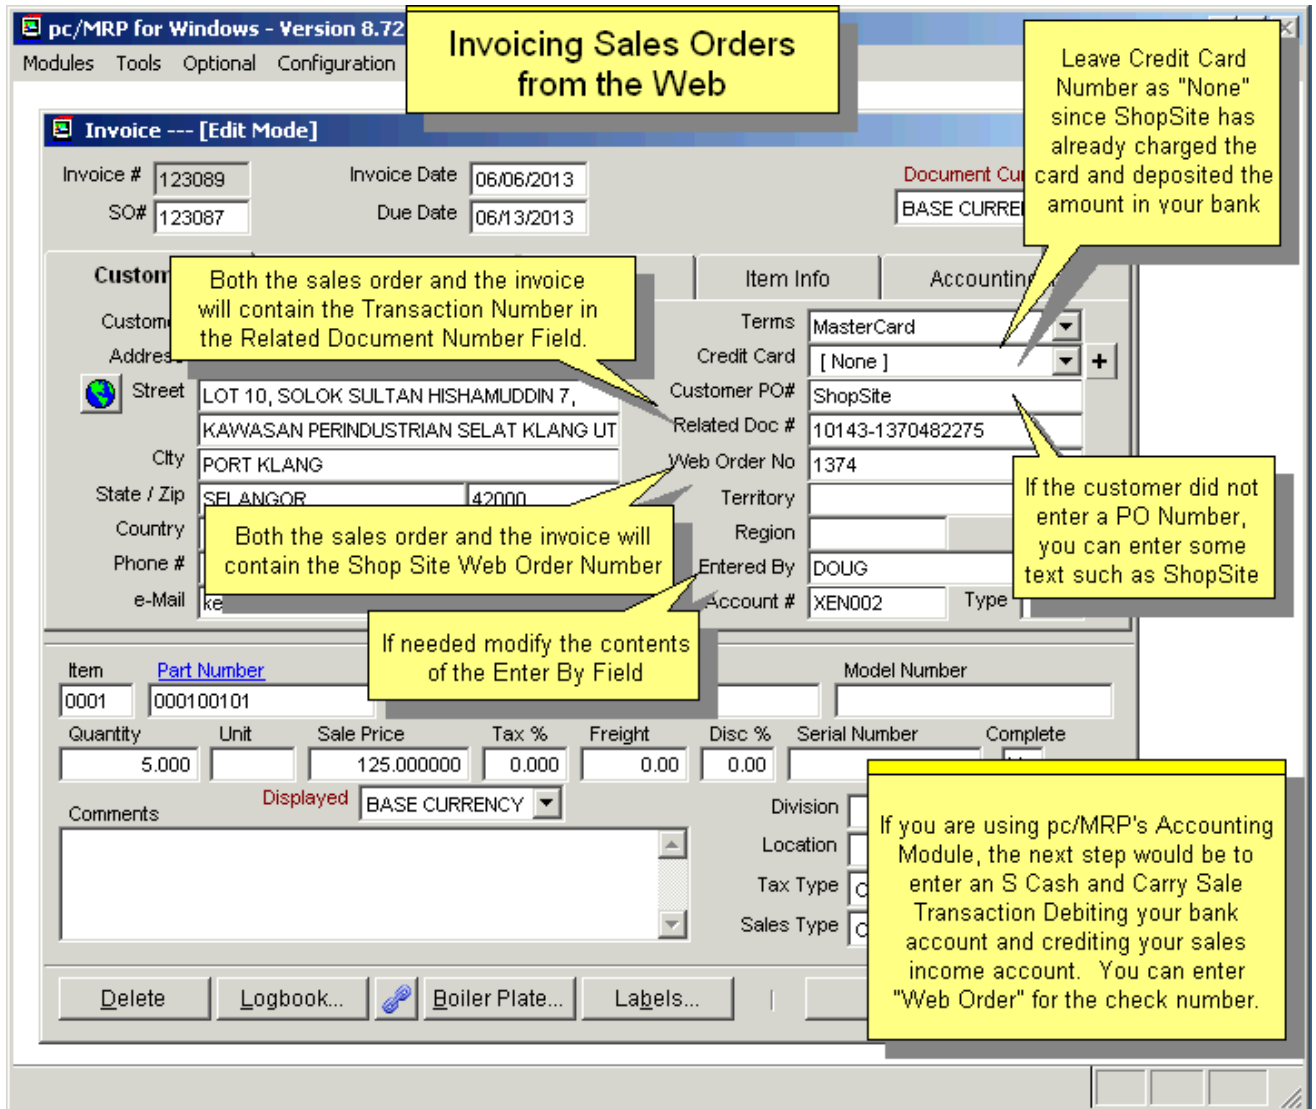 pc/MRP for Windows - Version 8.72
Invoicing Sales Orders
from the Web
Modules Tools Optional Configuration
Leave Credit Card
Number as "None"
since ShopSite has
already charged the
card and deposited the
amount in your bank
Invoice --- [Edit Mode]
Invoice # 123089
Invoice Date 06/06/2013
Document Cur
SO# 123087
Due Date 06/13/2013
BASE CURRE
Custom
Item Info
Accountin
Both the sales order and the invoice
will contain the Transaction Number in
the Related Document Number Field.
Custome
Terms MasterCard
Address
Credit Card [ None ] +
Street LOT 10, SOLOK SULTAN HISHAMUDDIN 7,
Customer PO# ShopSite
KAWASAN PERINDUSTRIAN SELAT KLANG UT
Related Doc # 10143-1370482275
City PORT KLANG
Web Order No 1374
State / Zip SELANGOR 42000
Territory
If the customer did not
enter a PO Number,
you can enter some
text such as ShopSite
Country
Both the sales order and the invoice will
contain the Shop Site Web Order Number
Region
Phone #
Entered By DOUG
e-Mail ke
Account # XEN002 Type
If needed modify the contents
of the Enter By Field
Item Part Number Model Number
0001 000100101
Quantity Unit Sale Price Tax % Freight Disc % Serial Number Complete
5.000 125.000000 0.000 0.00 0.00
Displayed BASE CURRENCY
Comments
Division
Location
Tax Type
Sales Type
If you are using pc/MRP's Accounting
Module, the next step would be to
enter an S Cash and Carry Sale
Transaction Debiting your bank
account and crediting your sales
income account. You can enter
"Web Order" for the check number.
Delete Logbook... Boiler Plate... Labels...